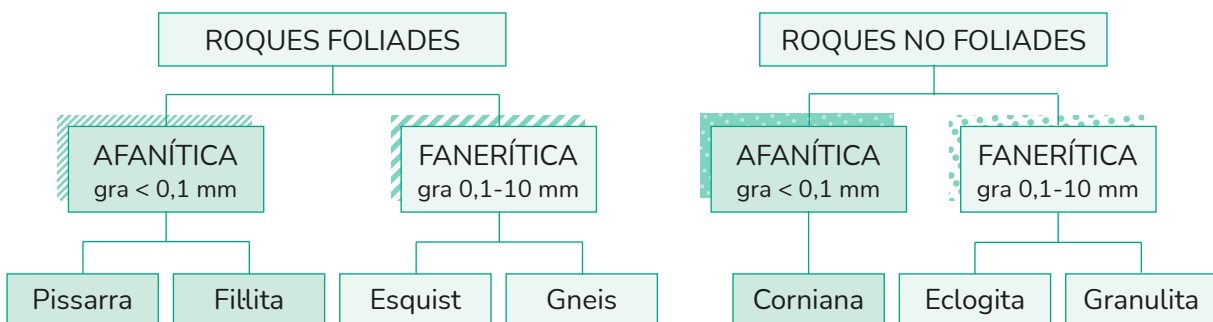 ROQUES FOLIADES
ROQUES NO FOLIADES
AFANÍTICA
gra < 0,1 mm
FANERÍTICA
gra 0,1-10 mm
AFANÍTICA
gra < 0,1 mm
FANERÍTICA
gra 0,1-10 mm
Pissarra
Fil·lita
Esquist
Gneis
Corniana
Eclogita
Granulita